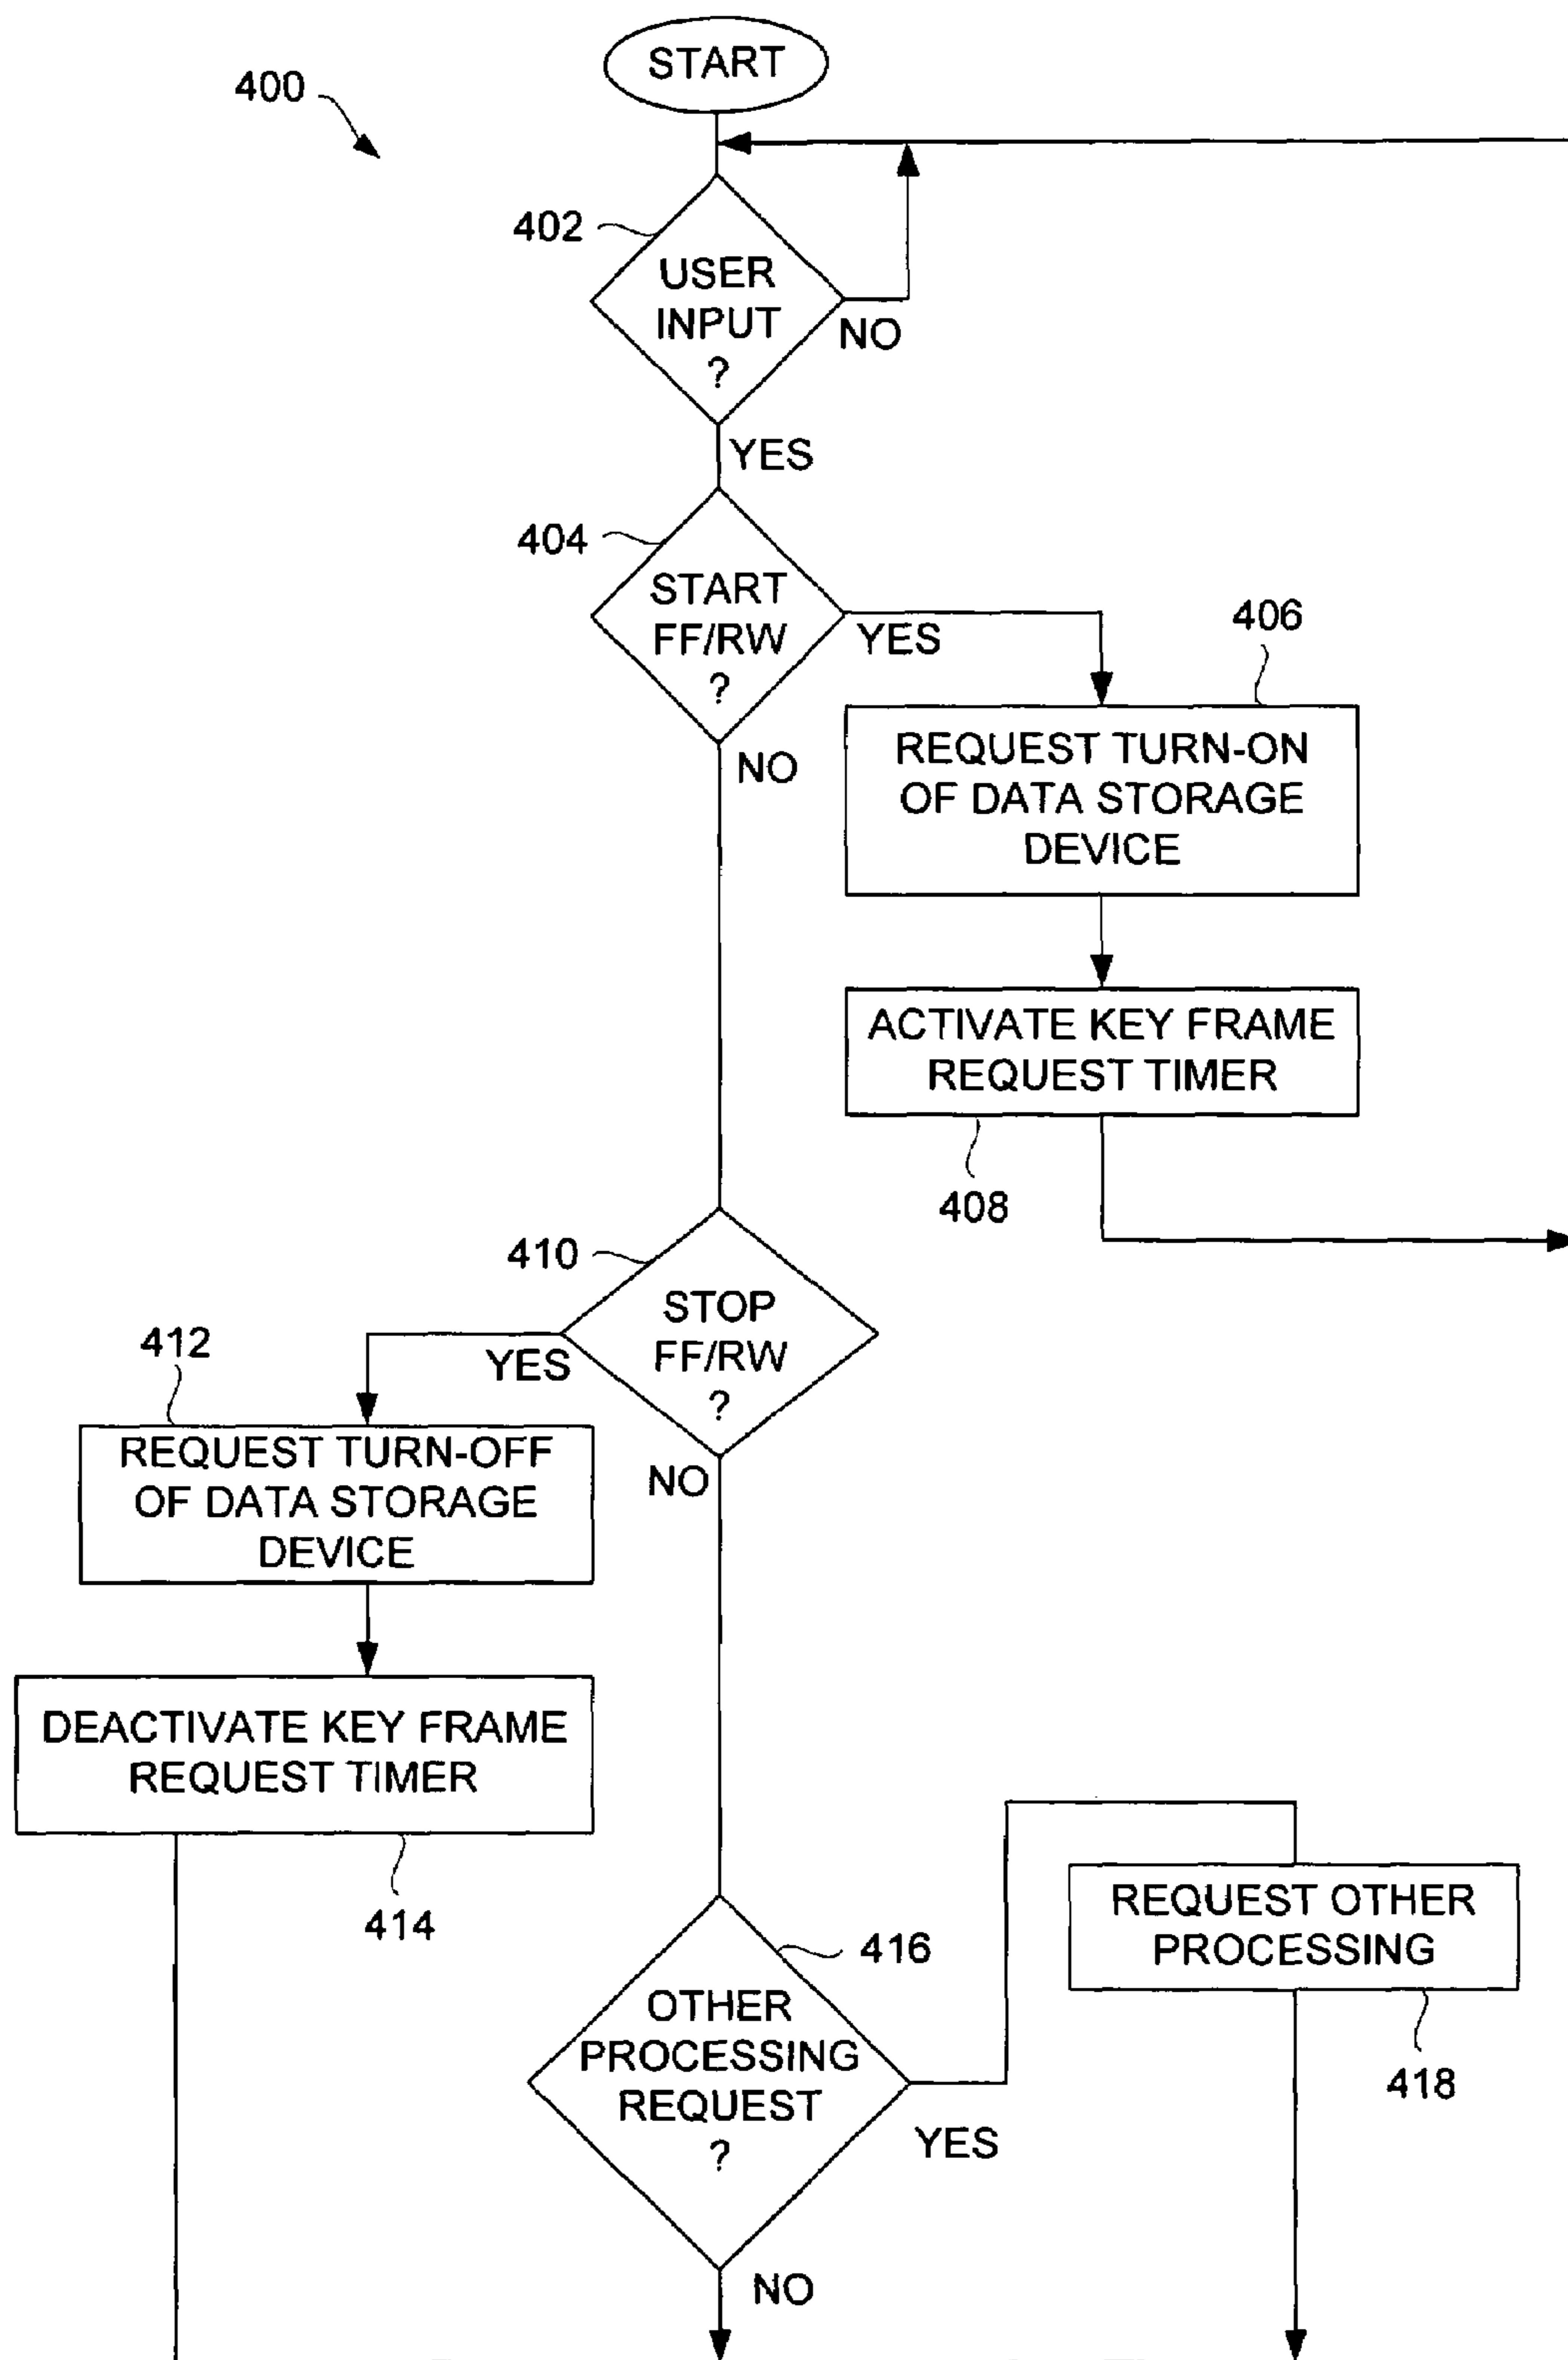 START
400
402
USER
INPUT
?
NO
YES
404
START
FF/RW
?
YES
NO
406
REQUEST TURN-ON
OF DATA STORAGE
DEVICE
ACTIVATE KEY FRAME
REQUEST TIMER
408
410
STOP
FF/RW
?
YES
NO
412
REQUEST TURN-OFF
OF DATA STORAGE
DEVICE
DEACTIVATE KEY FRAME
REQUEST TIMER
414
416
OTHER
PROCESSING
REQUEST
?
YES
NO
REQUEST OTHER
PROCESSING
418